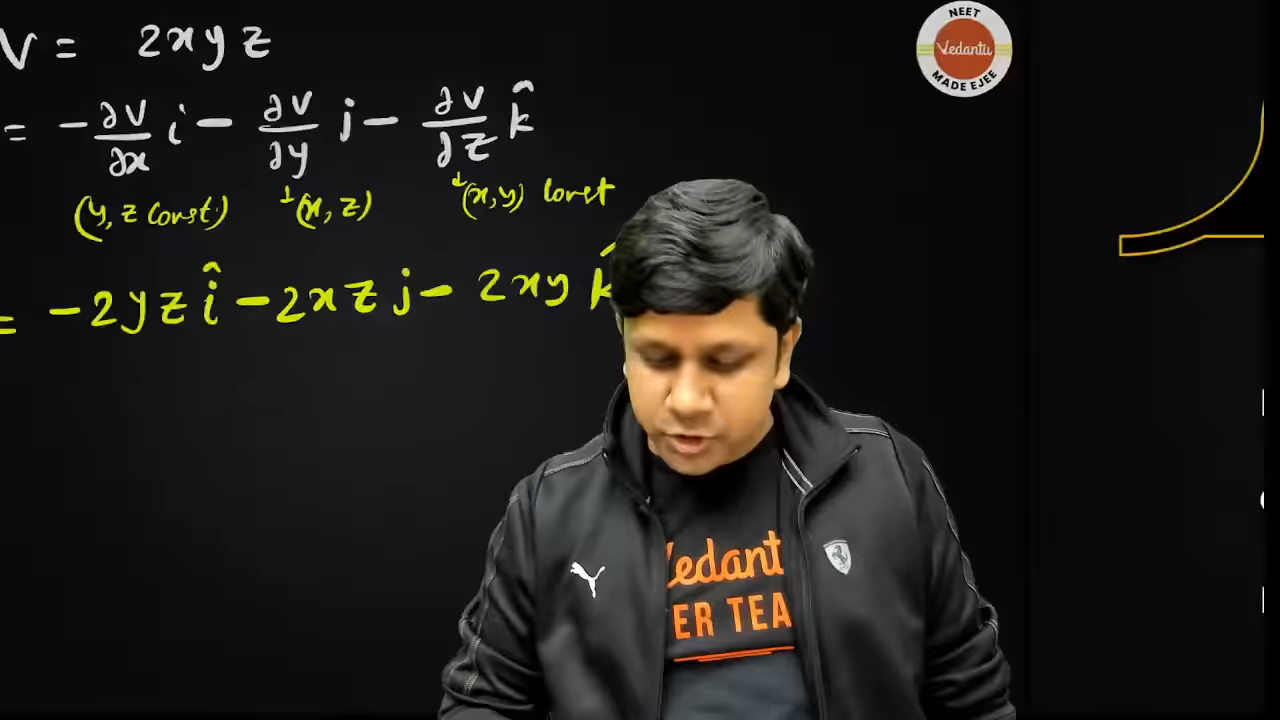 V = 2xyz
= -∂V/∂x i - ∂V/∂y j - ∂V/∂z k̂
(y, z const.) ↓(x, z) ↓(x, y) const
= -2yz î - 2xz j - 2xy k̂
NEET
Vedantu
MADE EJEE
Vedant
ER TEA